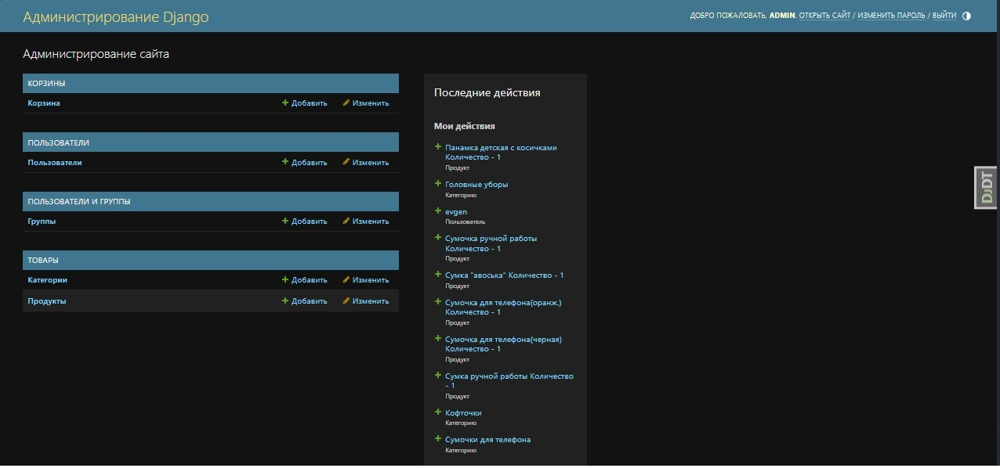 Администрирование Django
ДОБРО ПОЖАЛОВАТЬ, ADMIN. ОТКРЫТЬ САЙТ / ИЗМЕНИТЬ ПАРОЛЬ / ВЫЙТИ
Администрирование сайта
КОРЗИНЫ
Корзина Добавить Изменить
ПОЛЬЗОВАТЕЛИ
Пользователи Добавить Изменить
ПОЛЬЗОВАТЕЛИ И ГРУППЫ
Группы Добавить Изменить
ТОВАРЫ
Категории Добавить Изменить
Продукты Добавить Изменить
Последние действия
Мои действия
Панамка детская с косичками
Количество - 1
Продукт
Головные уборы
Категорию
evgen
Пользователь
Сумочка ручной работы
Количество - 1
Продукт
Сумка "авоська" Количество - 1
Продукт
Сумочка для телефона(оранж.)
Количество - 1
Продукт
Сумочка для телефона(черная)
Количество - 1
Продукт
Сумка ручной работы Количество
- 1
Продукт
Кофточки
Категорию
Сумочки для телефона
Категорию
DJDT